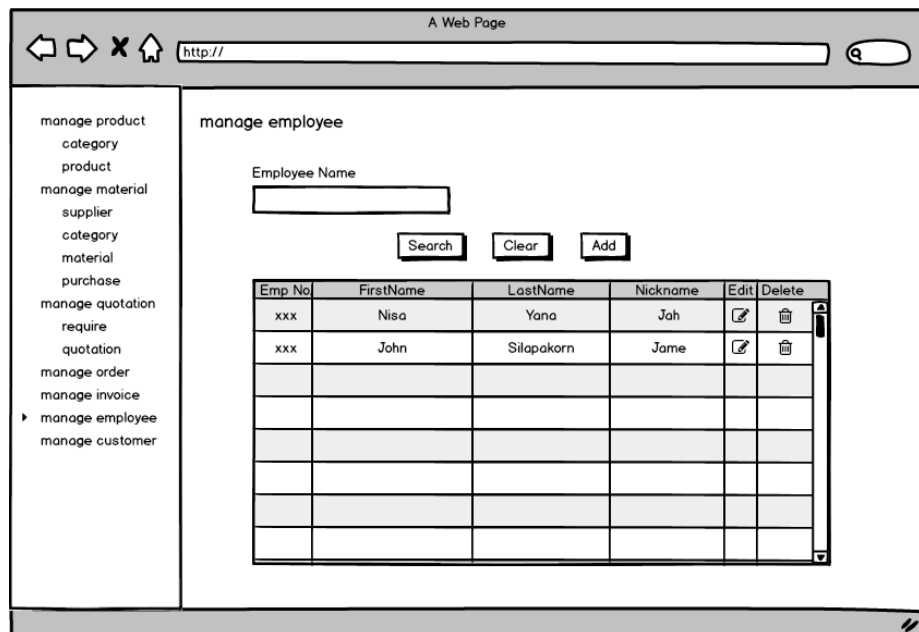 A Web Page
http://
manage product
category
product
manage material
supplier
category
material
purchase
manage quotation
require
quotation
manage order
manage invoice
manage employee
manage customer
manage employee
Employee Name
Search Clear Add
Emp No. FirstName LastName Nickname Edit Delete
xxx Nisa Yana Jah
xxx John Silapakorn Jame